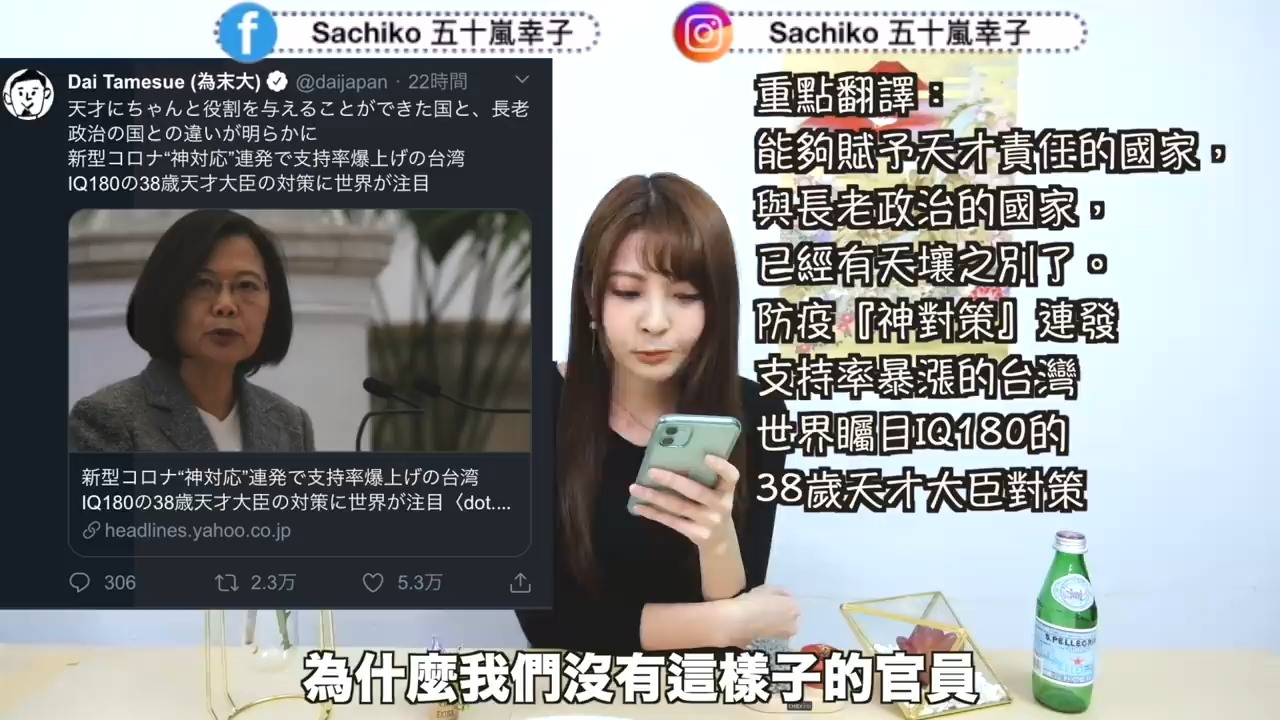 Sachiko 五十嵐幸子
Sachiko 五十嵐幸子
Dai Tamesue (為末大) @daijapan · 22時間
天才にちゃんと役割を与えることができた国と、長老
政治の国との違いが明らかに
新型コロナ“神対応”連発で支持率爆上げの台湾
IQ180の38歳天才大臣の対策に世界が注目
新型コロナ“神対応”連発で支持率爆上げの台湾
IQ180の38歳天才大臣の対策に世界が注目〈dot....
headlines.yahoo.co.jp
306 2.3万 5.3万
重點翻譯：
能夠賦予天才責任的國家，
與長老政治的國家，
已經有天壤之別了。
防疫『神對策』連發
支持率暴漲的台灣
世界矚目IQ180的
38歲天才大臣對策
S.PELLEGRI
為什麼我們沒有這樣子的官員